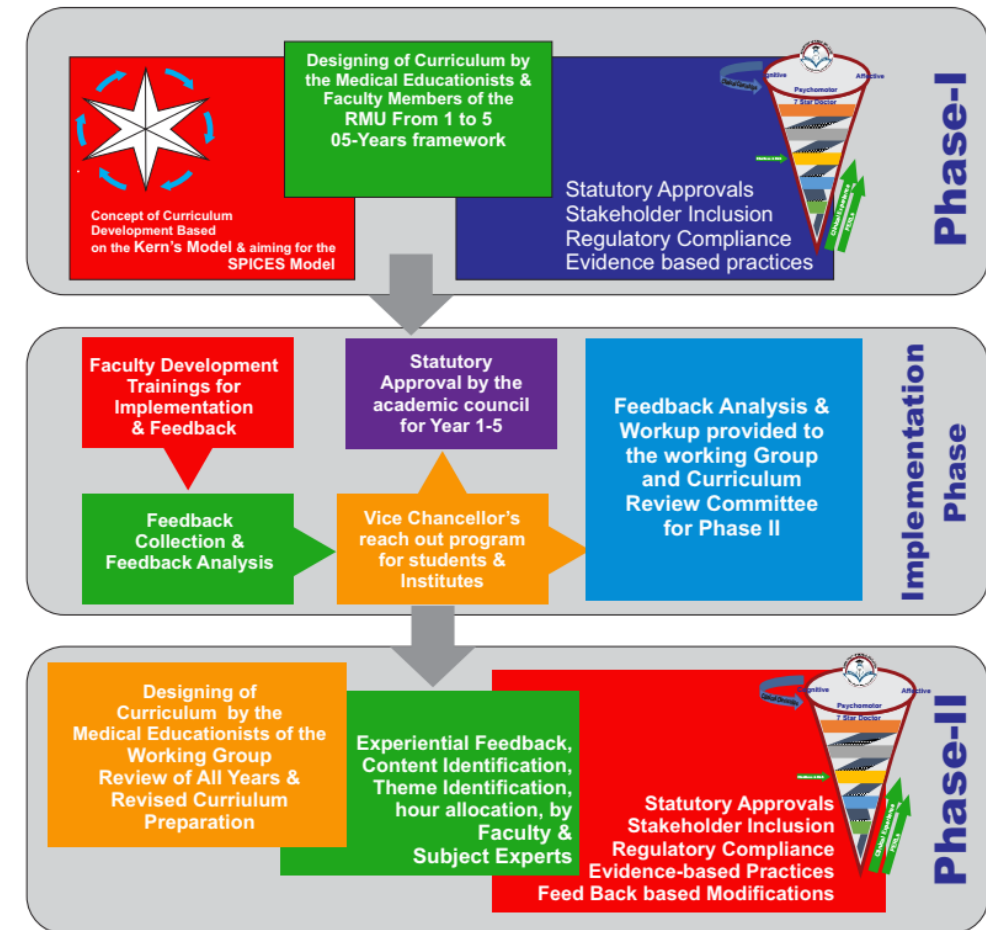 Phase-I
Concept of Curriculum
Development Based
on the Kern's Model & aiming for the
SPICES Model
Designing of Curriculum by
the Medical Educationists &
Faculty Members of the
RMU From 1 to 5
05-Years framework
Statutory Approvals
Stakeholder Inclusion
Regulatory Compliance
Evidence based practices
Affective
Psychomotor
7 Star Doctor
Implementation
Phase
Faculty Development
Trainings for
Implementation
& Feedback
Statutory
Approval by the
academic council
for Year 1-5
Feedback Analysis &
Workup provided to
the working Group
and Curriculum
Review Committee
for Phase II
Feedback
Collection &
Feedback Analysis
Vice Chancellor's
reach out program
for students &
Institutes
Phase-II
Designing of
Curriculum by the
Medical Educationists of the
Working Group
Review of All Years &
Revised Curriulum
Preparation
Experiential Feedback,
Content Identification,
Theme Identification,
hour allocation, by
Faculty &
Subject Experts
Statutory Approvals
Stakeholder Inclusion
Regulatory Compliance
Evidence-based Practices
Feed Back based Modifications
Affective
Psychomotor
7 Star Doctor